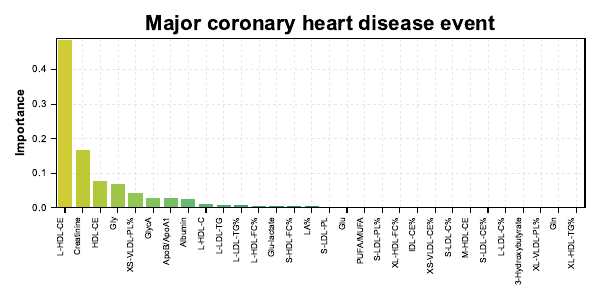 Major coronary heart disease event
Importance
0.4
0.3
0.2
0.1
0.0
L-HDL-CE
Creatinine
HDL-CE
Gly
XS-VLDL-PL%
GlycA
ApoB/ApoA1
Albumin
L-HDL-C
L-LDL-TG
L-LDL-TG%
L-HDL-FC%
Glu-lactate
S-HDL-FC%
LA%
S-LDL-PL
Glu
PUFA/MUFA
S-LDL-PL%
XL-HDL-FC%
IDL-CE%
XS-VLDL-CE%
S-LDL-C%
M-HDL-CE
S-LDL-CE%
L-LDL-C%
3-Hydroxybutyrate
XL-VLDL-PL%
Gln
XL-HDL-TG%